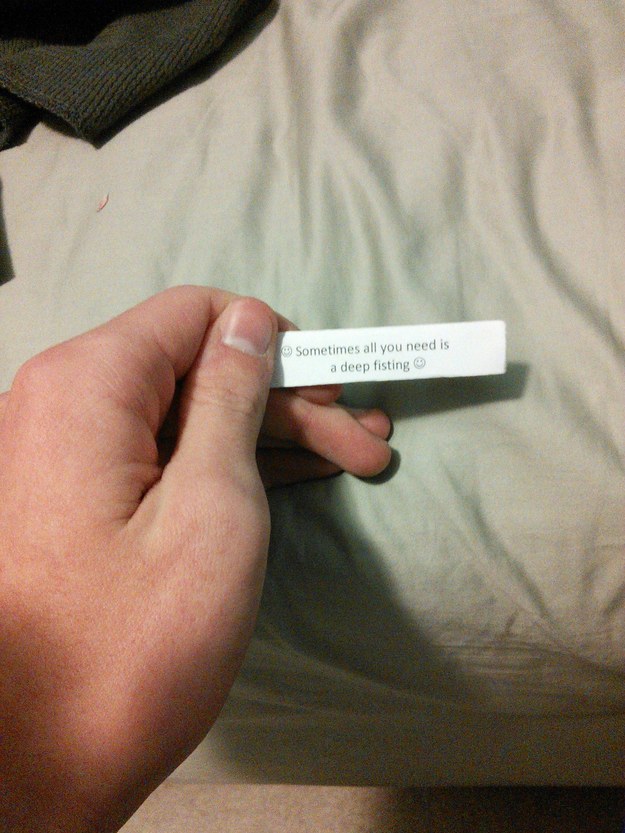 ☺ Sometimes all you need is
a deep fisting ☺